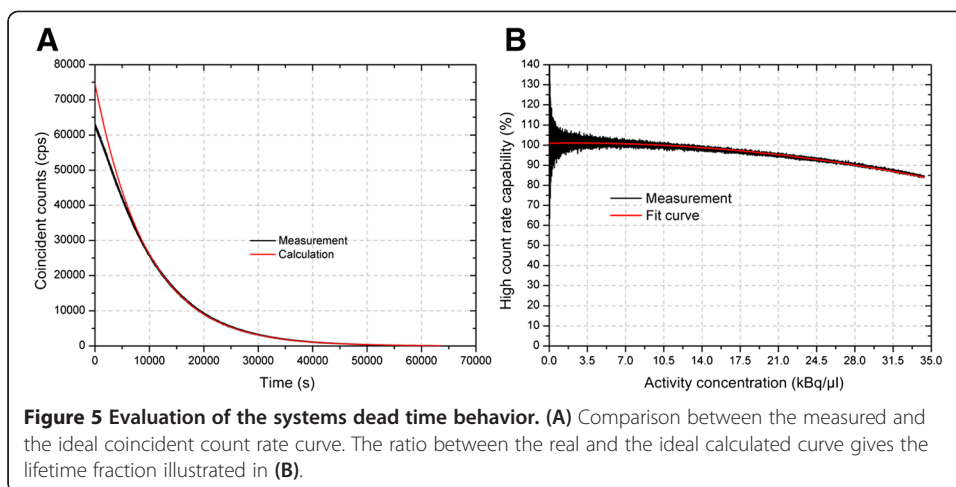 A
B
80000
70000
60000
50000
40000
30000
20000
10000
0
Coincident counts (cps)
Measurement
Calculation
0 10000 20000 30000 40000 50000 60000 70000
Time (s)
140
130
120
110
100
90
80
70
60
50
40
30
20
10
0
High count rate capability (%)
Measurement
Fit curve
0.0 3.5 7.0 10.5 14.0 17.5 21.0 24.5 28.0 31.5 35.0
Activity concentration (kBq/µl)
Figure 5 Evaluation of the systems dead time behavior. (A) Comparison between the measured and
the ideal coincident count rate curve. The ratio between the real and the ideal calculated curve gives the
lifetime fraction illustrated in (B).